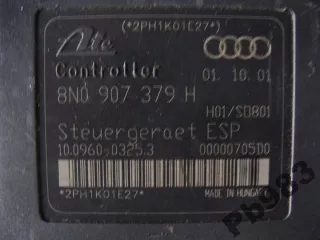 (*2PH1K01E27*)
Ate
Controller 01.10.01
8N0 907 379 H
H01/SD801
Steuergeraet ESP
10.0960-0325.3 00000705D0
*2PH1K01E27* MADE IN HUNGARY
Pb983